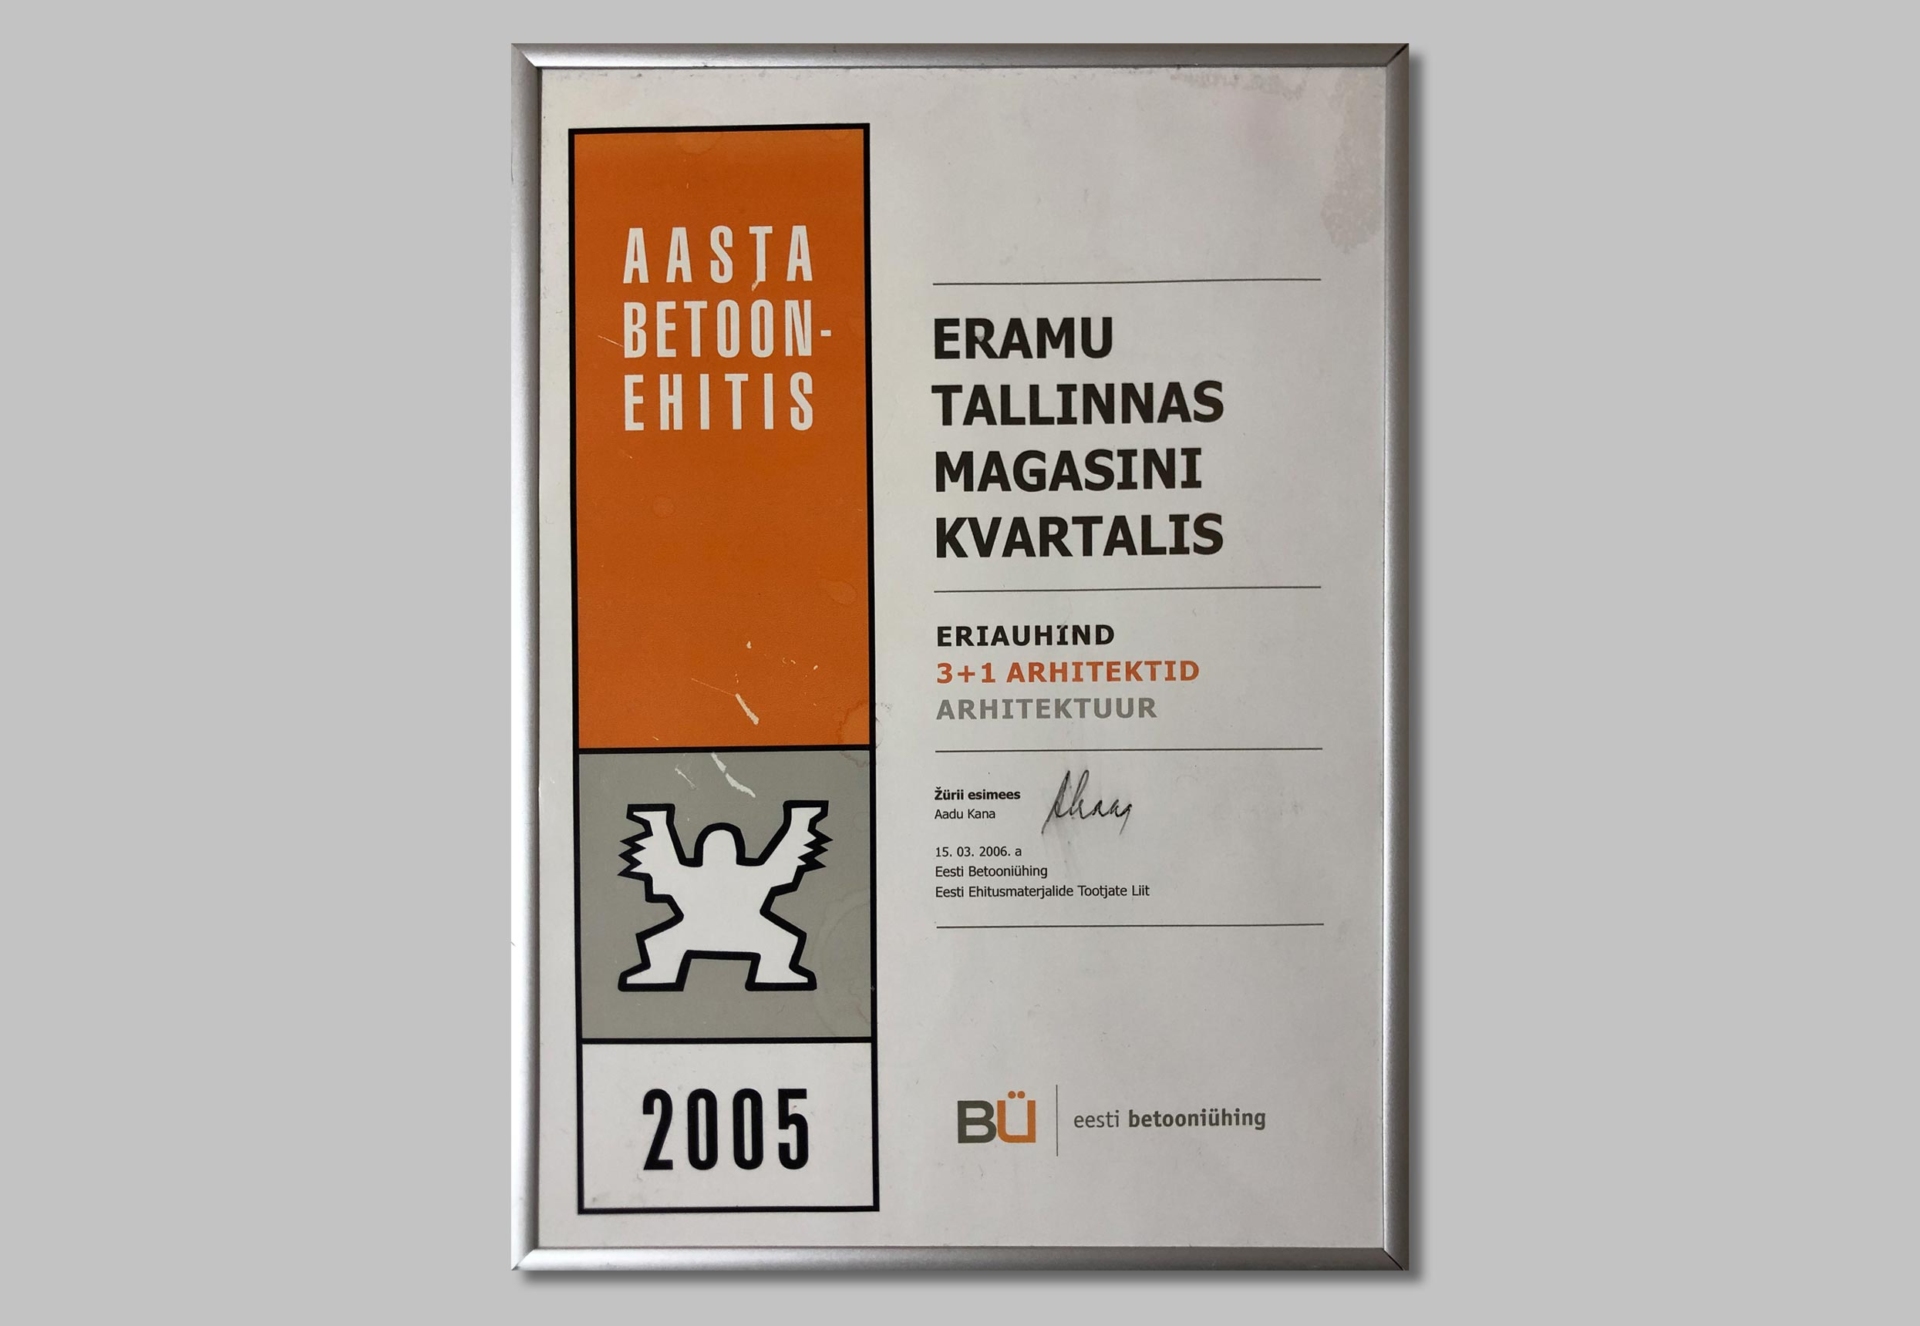 AASTA
BETOON-
EHITIS
2005
ERAMU
TALLINNAS
MAGASINI
KVARTALIS
ERIAUHIND
3+1 ARHITEKTID
ARHITEKTUUR
Žürii esimees
Aadu Kana
15. 03. 2006. a
Eesti Betooniühing
Eesti Ehitusmaterjalide Tootjate Liit
BÜ eesti betooniühing